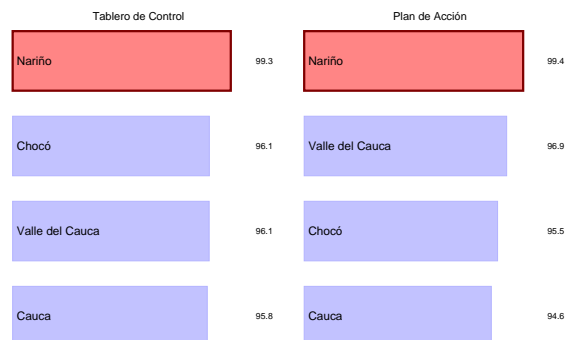 Tablero de Control
Nariño 99.3
Chocó 96.1
Valle del Cauca 96.1
Cauca 95.8
Plan de Acción
Nariño 99.4
Valle del Cauca 96.9
Chocó 95.5
Cauca 94.6